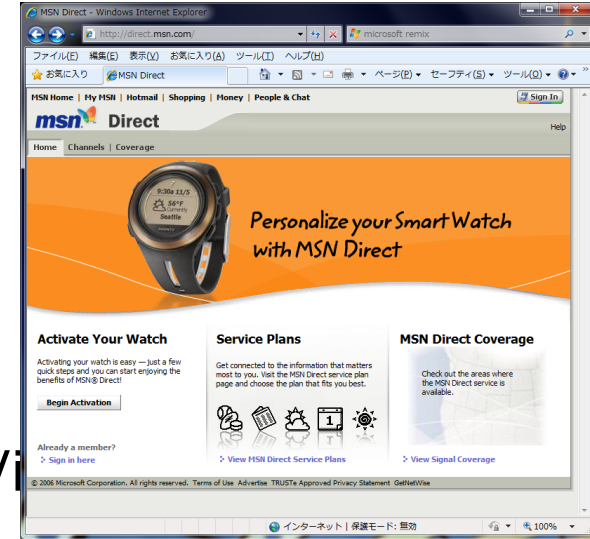 MSN Direct - Windows Internet Explorer
http://direct.msn.com/
microsoft remix
ファイル(F) 編集(E) 表示(V) お気に入り(A) ツール(T) ヘルプ(H)
お気に入り MSN Direct ページ(P) セーフティ(S) ツール(O)
MSN Home | My MSN | Hotmail | Shopping | Money | People & Chat Sign In
msn Direct
Help
Home Channels | Coverage
9:30a 11/5
56°F
Currently
Seattle
SUUNTO
Personalize your Smart Watch
with MSN Direct
Activate Your Watch
Activating your watch is easy — just a few
quick steps and you can start enjoying the
benefits of MSN® Direct!
Begin Activation
Already a member?
Sign in here
Service Plans
Get connected to the information that matters
most to you. Visit the MSN Direct service plan
page and choose the plan that fits you best.
1
View MSN Direct Service Plans
MSN Direct Coverage
Check out the areas where
the MSN Direct service is
available.
View Signal Coverage
© 2006 Microsoft Corporation. All rights reserved. Terms of Use Advertise TRUSTe Approved Privacy Statement GetNetWise
インターネット | 保護モード: 無効 100%
Vi